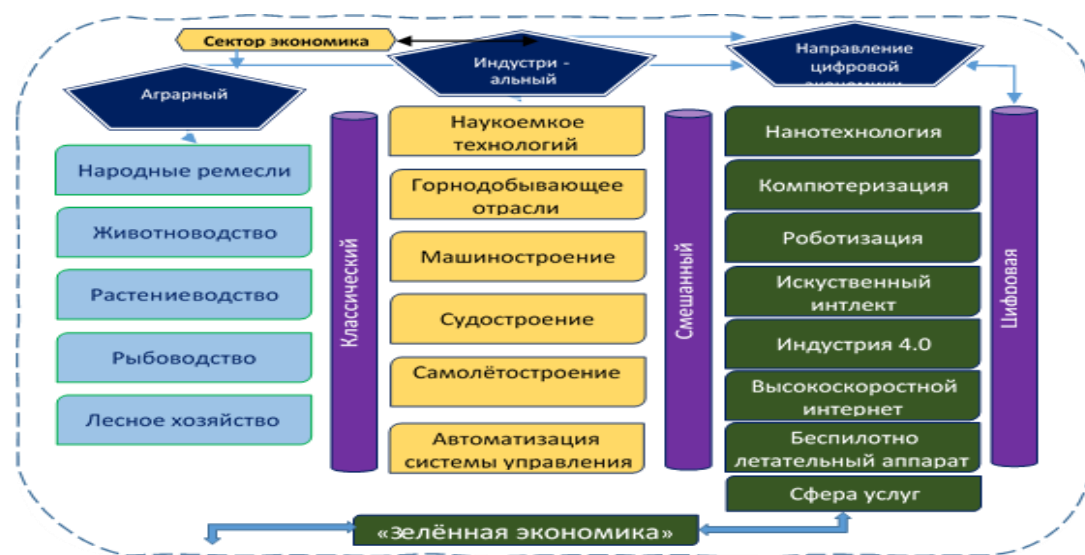 Сектор экономика
Аграрный
Народные ремесли
Животноводство
Растениеводство
Рыбоводство
Лесное хозяйство
Классический
Индустри -
альный
Наукоемкое
технологий
Горнодобывающее
отрасли
Машиностроение
Судостроение
Самолётостроение
Автоматизация
системы управления
Смешанный
Направление
цифровой
экономики
Нанотехнология
Компютеризация
Роботизация
Искуственный
интлект
Индустрия 4.0
Высокоскоростной
интернет
Беспилотно
летательный аппарат
Сфера услуг
Цифровая
«зелённая экономика»